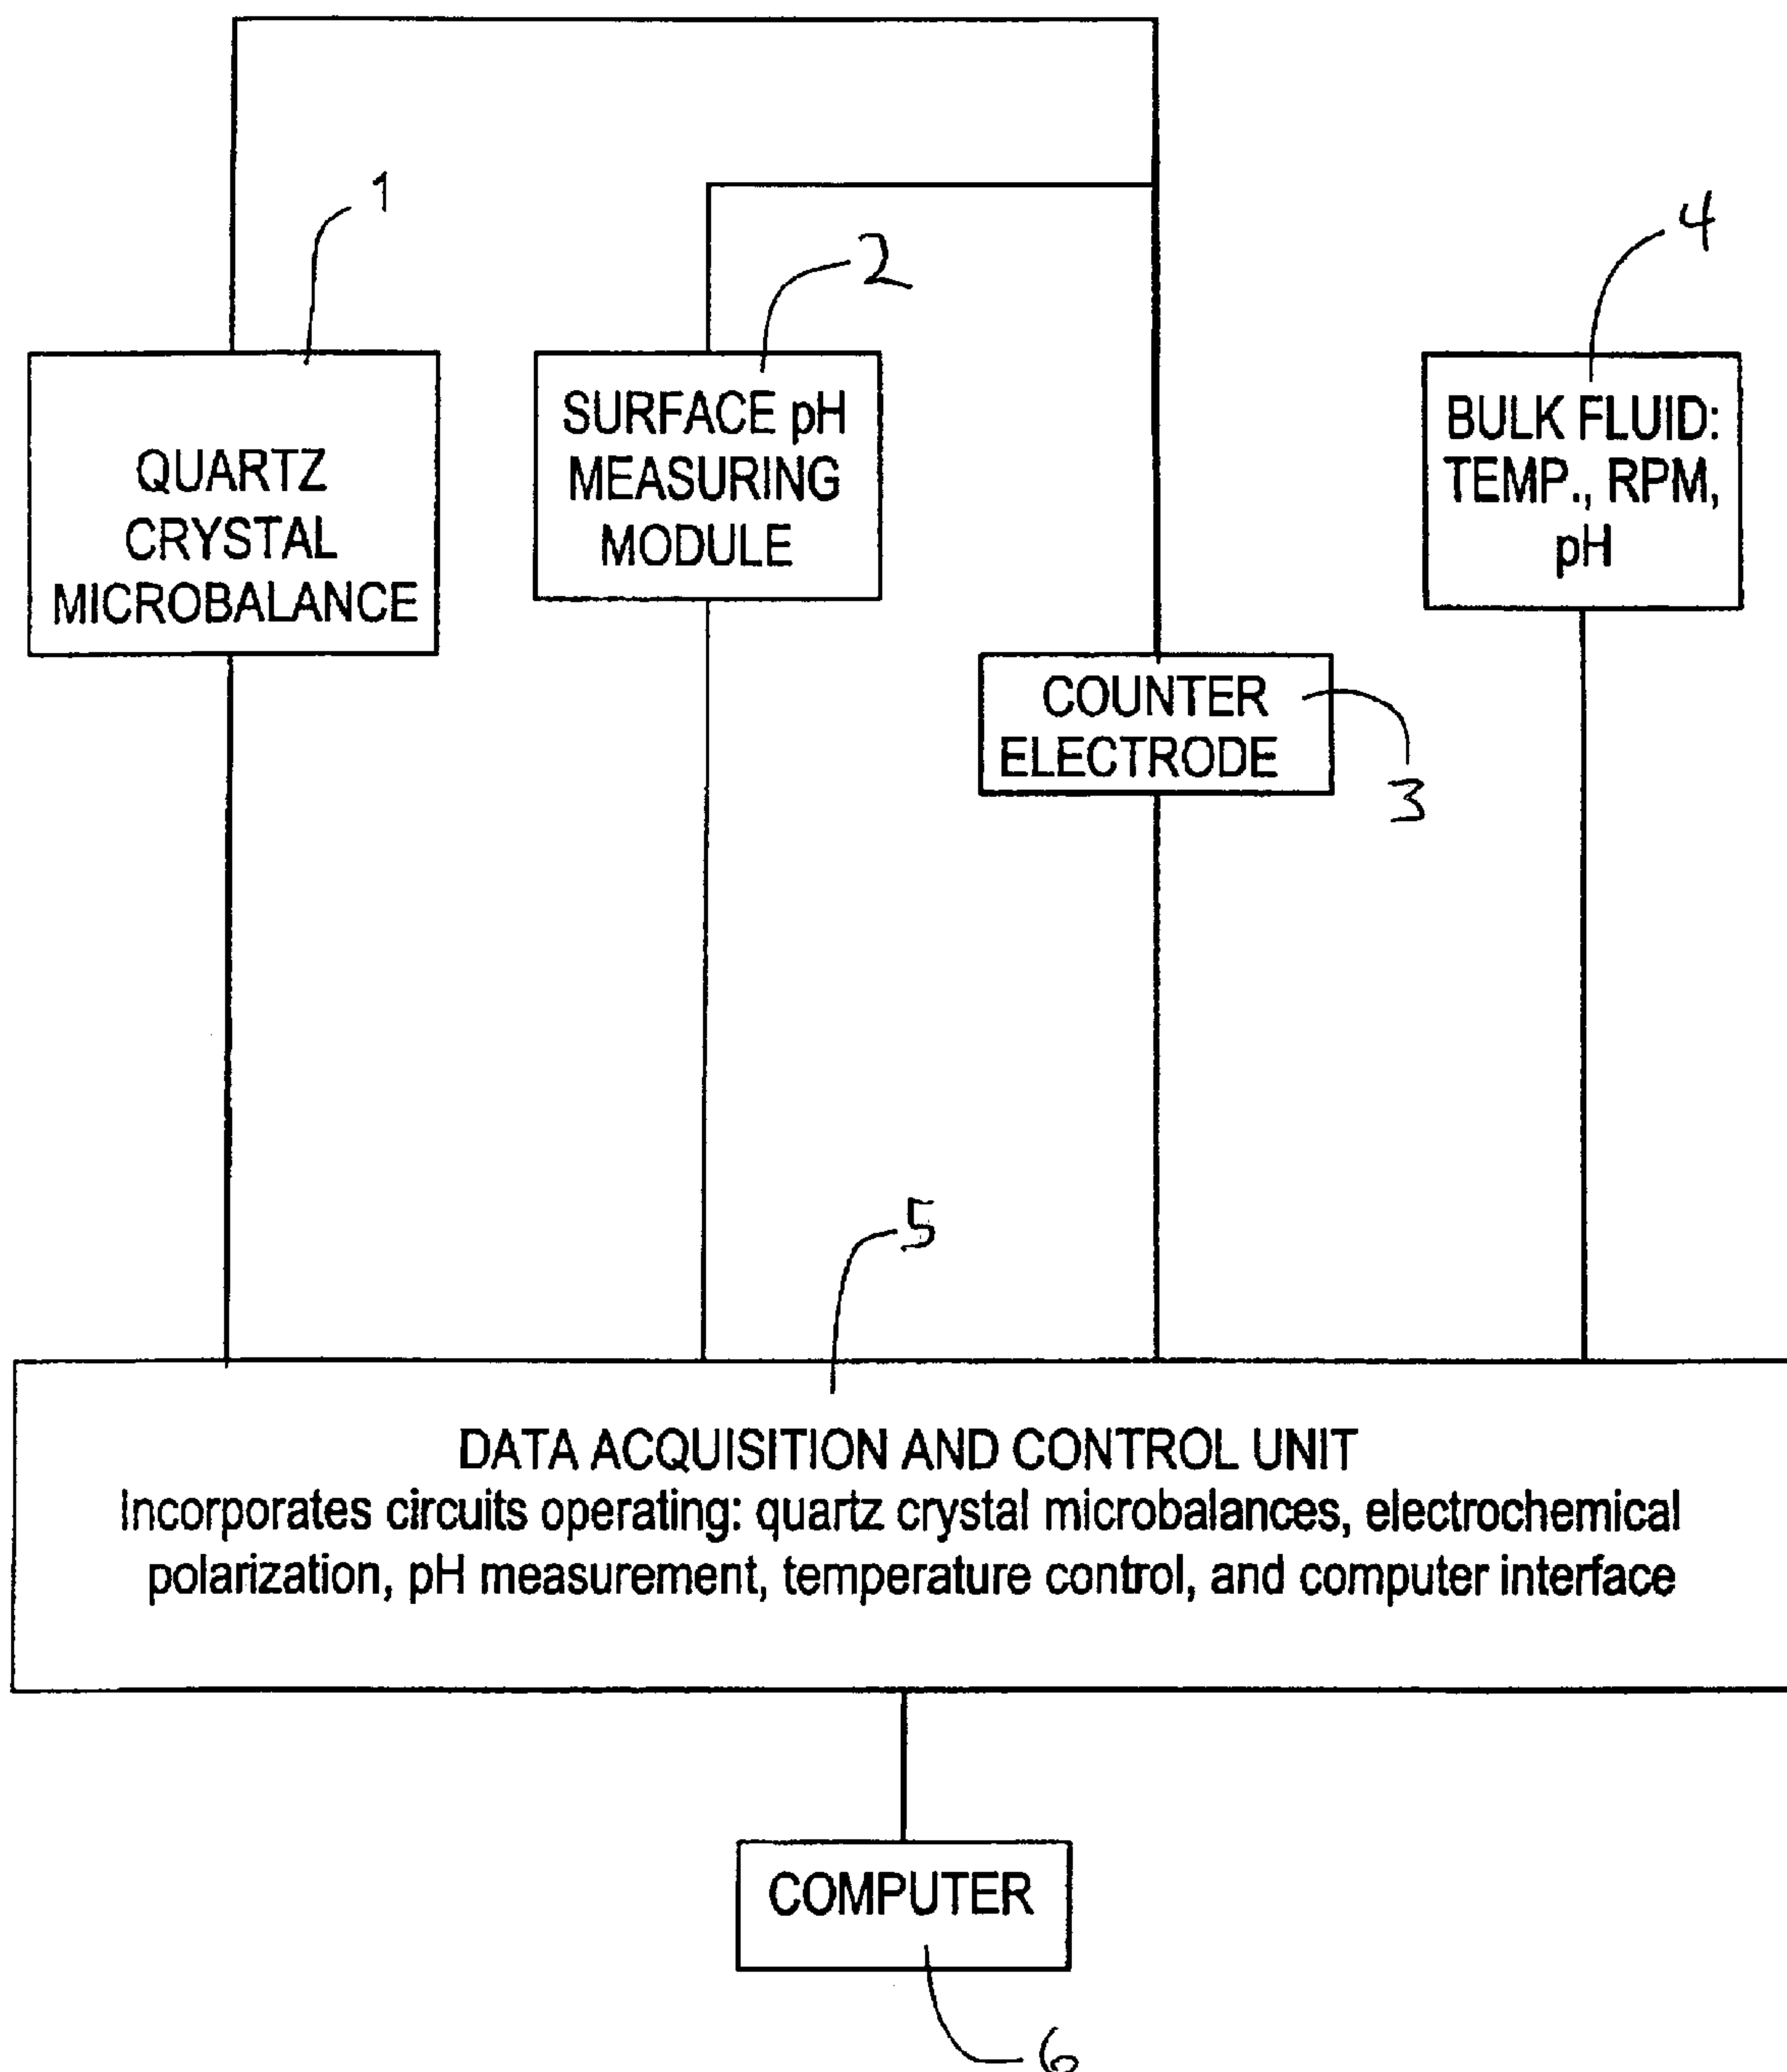 1
2
4
QUARTZ
CRYSTAL
MICROBALANCE
SURFACE pH
MEASURING
MODULE
BULK FLUID:
TEMP., RPM,
pH
COUNTER
ELECTRODE
3
5
DATA ACQUISITION AND CONTROL UNIT
Incorporates circuits operating: quartz crystal microbalances, electrochemical
polarization, pH measurement, temperature control, and computer interface
COMPUTER
6